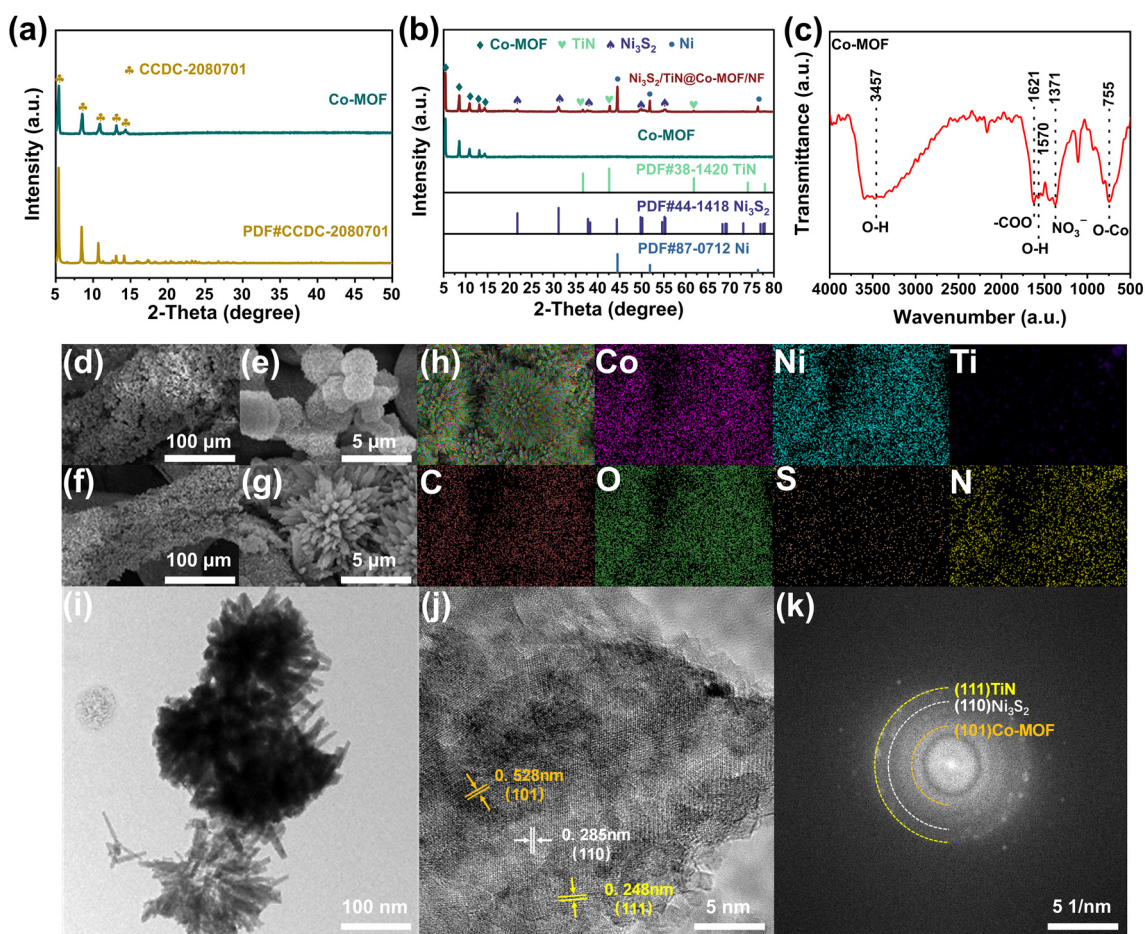 (a)
♣ CCDC-2080701
Co-MOF
PDF#CCDC-2080701
Intensity (a.u.)
5 10 15 20 25 30 35 40 45 50
2-Theta (degree)
(b)
♦ Co-MOF ♥ TiN ♠ Ni₃S₂ • Ni
Ni₃S₂/TiN@Co-MOF/NF
Co-MOF
PDF#38-1420 TiN
PDF#44-1418 Ni₃S₂
PDF#87-0712 Ni
Intensity (a.u.)
5 10 15 20 25 30 35 40 45 50 55 60 65 70 75 80
2-Theta (degree)
(c)
Co-MOF
3457
1621
1570
1371
755
-COO
O-H
O-H
NO₃⁻
O-Co
Transmittance (a.u.)
4000 3500 3000 2500 2000 1500 1000 500
Wavenumber (a.u.)
(d)
100 μm
(e)
5 μm
(f)
100 μm
(g)
5 μm
(h)
Co
Ni
Ti
C
O
S
N
(i)
100 nm
(j)
0. 528nm
(101)
0. 285nm
(110)
0. 248nm
(111)
5 nm
(k)
(111)TiN
(110)Ni₃S₂
(101)Co-MOF
5 1/nm